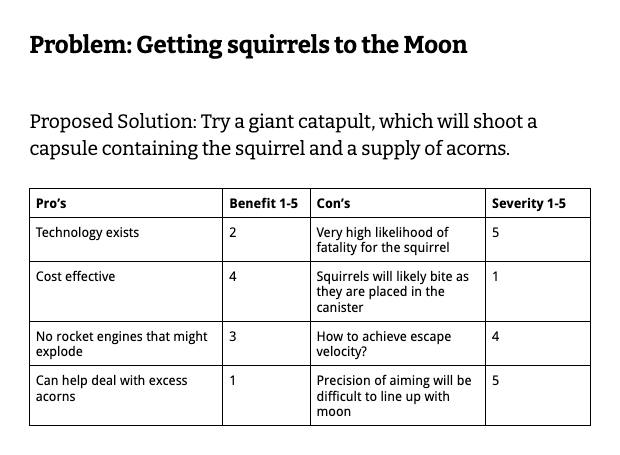 Problem: Getting squirrels to the Moon
Proposed Solution: Try a giant catapult, which will shoot a
capsule containing the squirrel and a supply of acorns.
Pro's Benefit 1-5 Con's Severity 1-5
Technology exists 2 Very high likelihood of 5
fatality for the squirrel
Cost effective 4 Squirrels will likely bite as 1
they are placed in the
canister
No rocket engines that might 3 How to achieve escape 4
explode velocity?
Can help deal with excess 1 Precision of aiming will be 5
acorns difficult to line up with
moon